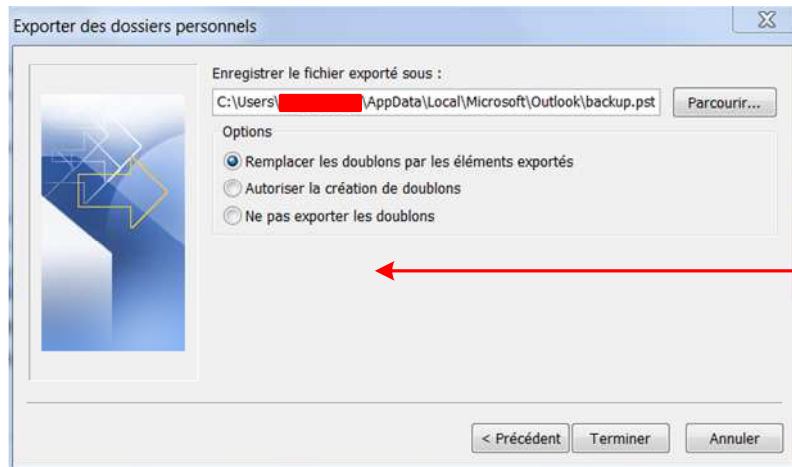 Exporter des dossiers personnels
Enregistrer le fichier exporté sous :
C:\Users\ \AppData\Local\Microsoft\Outlook\backup.pst
Parcourir...
Options
Remplacer les doublons par les éléments exportés
Autoriser la création de doublons
Ne pas exporter les doublons
< Précédent
Terminer
Annuler